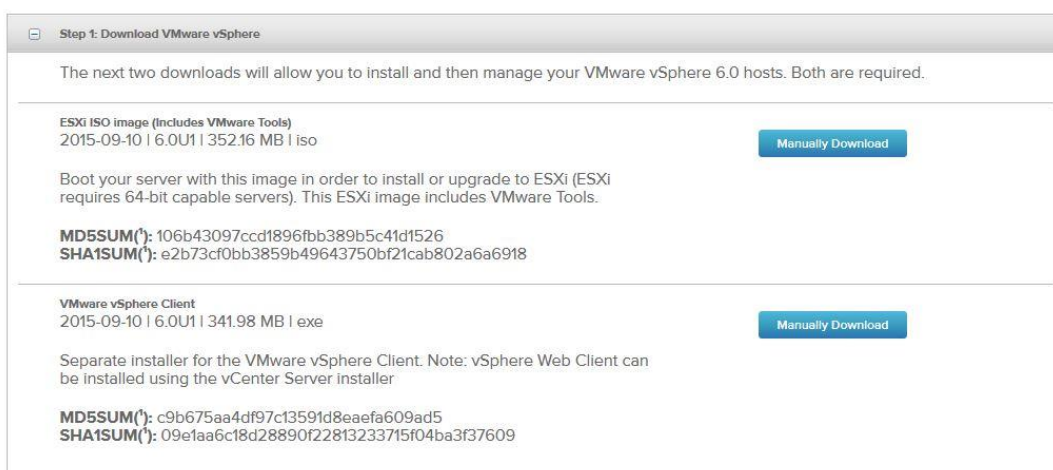 Step 1: Download VMware vSphere
The next two downloads will allow you to install and then manage your VMware vSphere 6.0 hosts. Both are required.
ESXi ISO image (Includes VMware Tools)
2015-09-10 | 6.0U1 | 352.16 MB | iso
Manually Download
Boot your server with this image in order to install or upgrade to ESXi (ESXi
requires 64-bit capable servers). This ESXi image includes VMware Tools.
MD5SUM(¹): 106b43097ccd1896fbb389b5c41d1526
SHA1SUM(¹): e2b73cf0bb3859b49643750bf21cab802a6a6918
VMware vSphere Client
2015-09-10 | 6.0U1 | 341.98 MB | exe
Manually Download
Separate installer for the VMware vSphere Client. Note: vSphere Web Client can
be installed using the vCenter Server installer
MD5SUM(¹): c9b675aa4df97c13591d8eaefa609ad5
SHA1SUM(¹): 09e1aa6c18d28890f22813233715f04ba3f37609